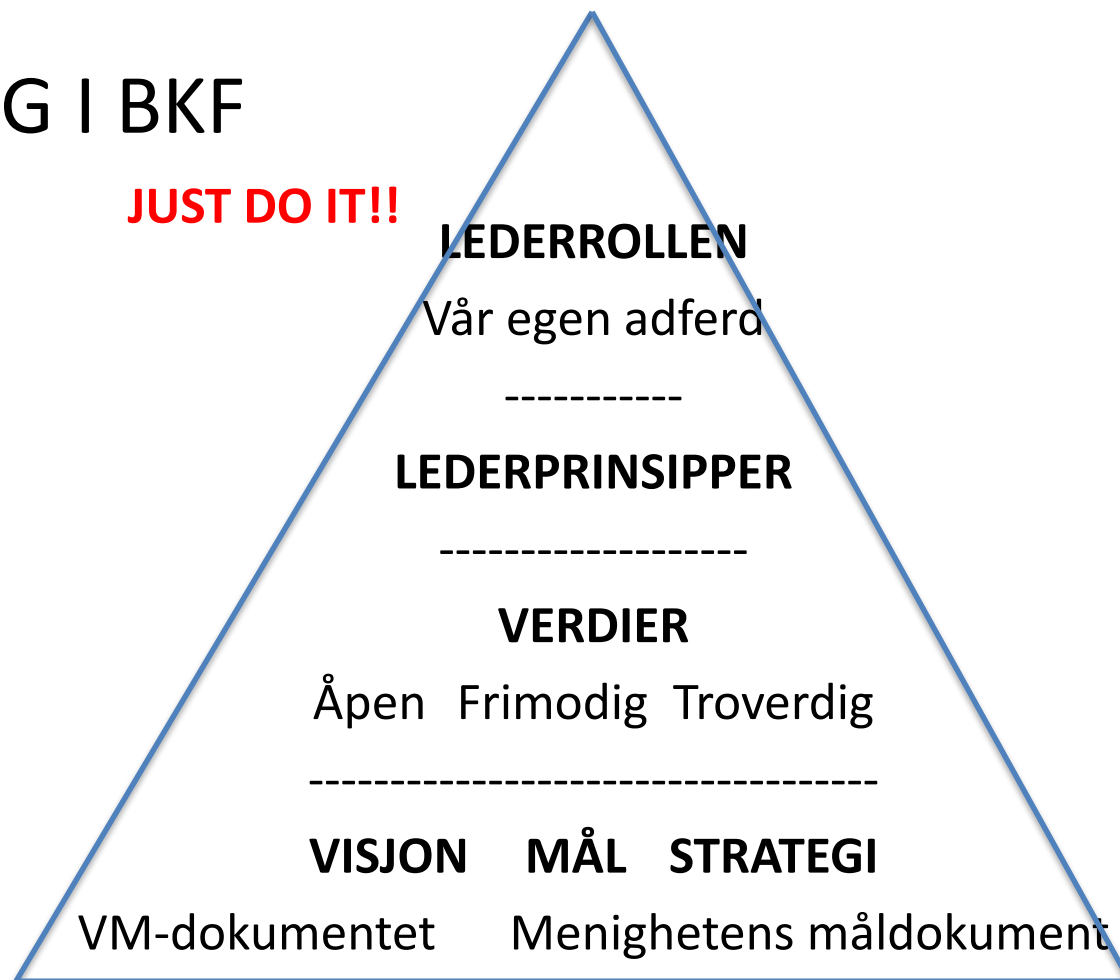 G I BKF
JUST DO IT!!
LEDERROLLEN
Vår egen adferd
-----------
LEDERPRINSIPPER
-------------------
VERDIER
Åpen Frimodig Troverdig
-----------------------------------
VISJON MÅL STRATEGI
VM-dokumentet Menighetens måldokument